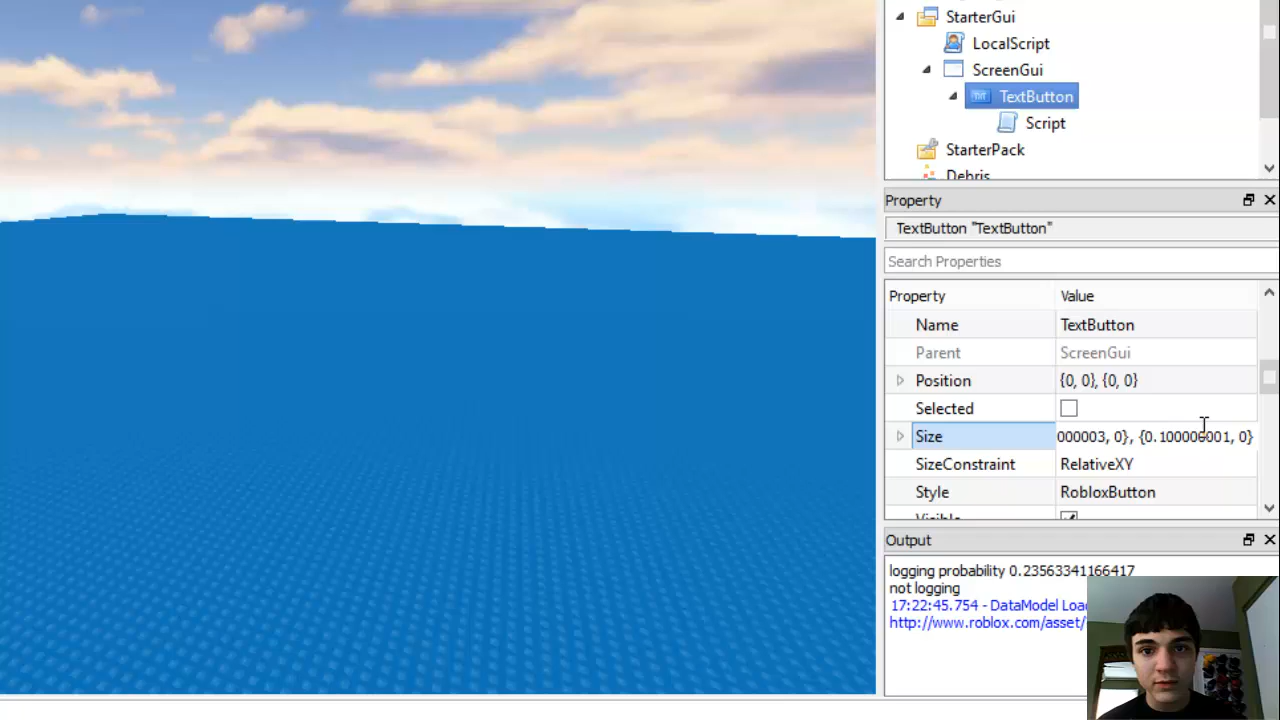 StarterGui
LocalScript
ScreenGui
TextButton
Script
StarterPack
Debris
Property
TextButton "TextButton"
Search Properties
Property Value
Name TextButton
Parent ScreenGui
Position {0, 0}, {0, 0}
Selected
Size 000003, 0}, {0.100000001, 0}
SizeConstraint RelativeXY
Style RobloxButton
Visible
Output
logging probability 0.23563341166417
not logging
17:22:45.754 - DataModel Loa
http://www.roblox.com/asset/